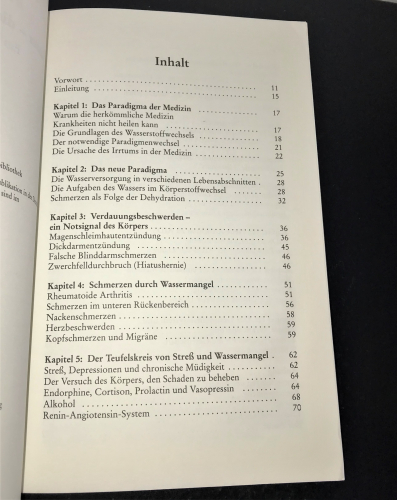 bibliothek
sind im
Inhalt
Vorwort 11
Einleitung 15
Kapitel 1: Das Paradigma der Medizin 17
Warum die herkömmliche Medizin
Krankheiten nicht heilen kann 17
Die Grundlagen des Wasserstoffwechsels 18
Der notwendige Paradigmenwechsel 21
Die Ursache des Irrtums in der Medizin 22
Kapitel 2: Das neue Paradigma 25
Die Wasserversorgung in verschiedenen Lebensabschnitten 28
Die Aufgaben des Wassers im Körperstoffwechsel 28
Schmerzen als Folge der Dehydration 32
Kapitel 3: Verdauungsbeschwerden –
ein Notsignal des Körpers 36
Magenschleimhautentzündung 36
Dickdarmentzündung 45
Falsche Blinddarmschmerzen 46
Zwerchfelldurchbruch (Hiatushernie) 46
Kapitel 4: Schmerzen durch Wassermangel 51
Rheumatoide Arthritis 51
Schmerzen im unteren Rückenbereich 56
Nackenschmerzen 58
Herzbeschwerden 59
Kopfschmerzen und Migräne 59
Kapitel 5: Der Teufelskreis von Streß und Wassermangel 62
Streß, Depressionen und chronische Müdigkeit 62
Der Versuch des Körpers, den Schaden zu beheben 64
Endorphine, Cortison, Prolactin und Vasopressin 64
Alkohol 68
Renin-Angiotensin-System 70